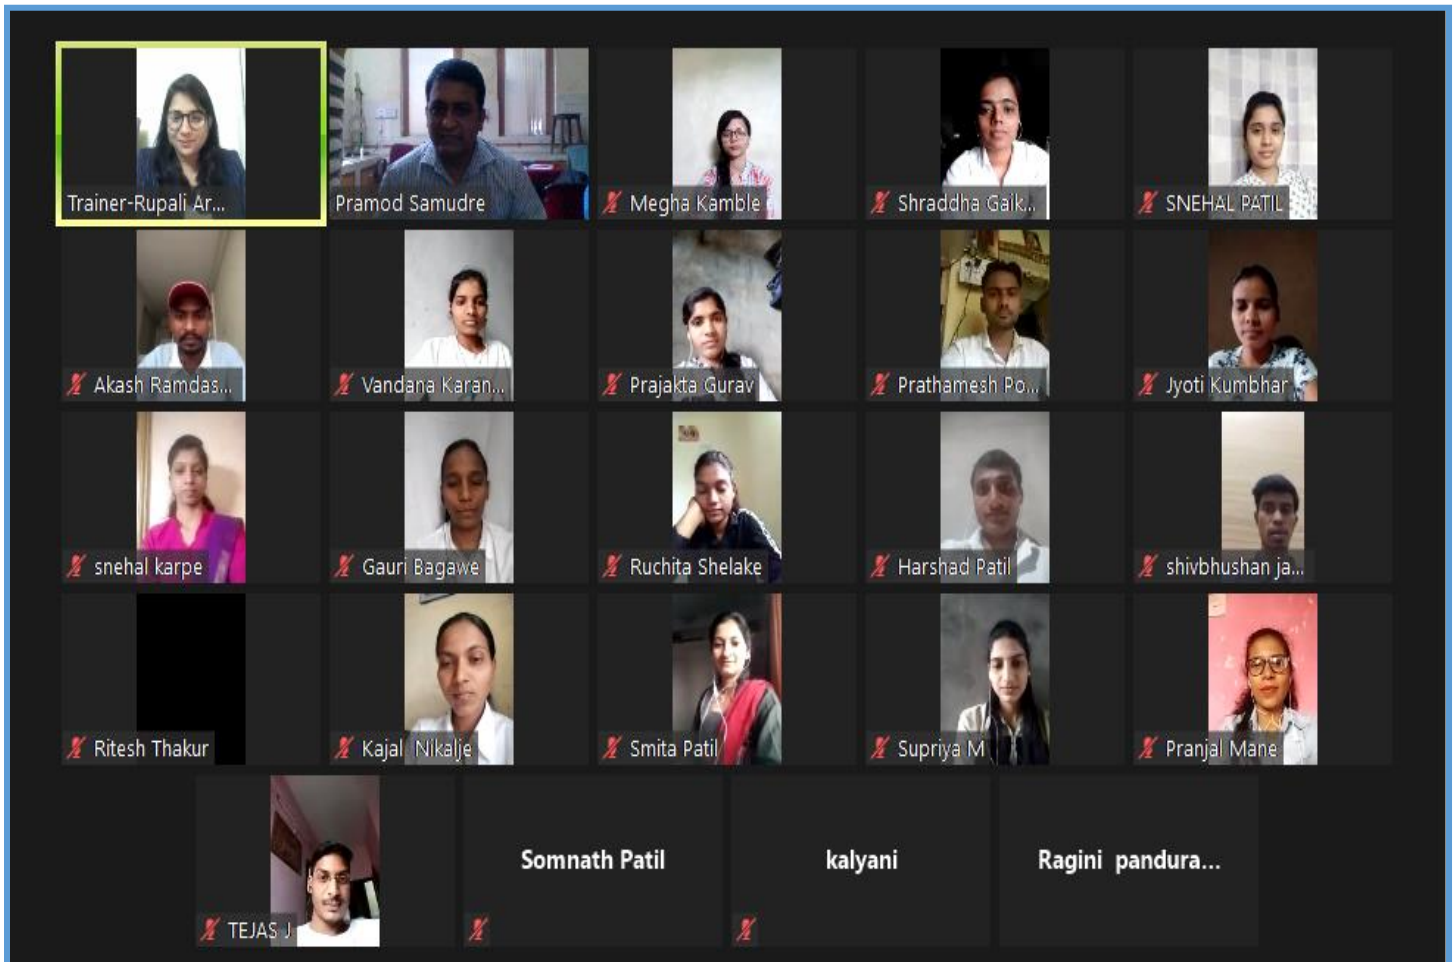 Trainer-Rupali Ar...
Pramod Samudre
Megha Kamble
Shraddha Gaik...
SNEHAL PATIL
Akash Ramdas...
Vandana Karan...
Prajakta Gurav
Prathamesh Po...
Jyoti Kumbhar
snehal karpe
Gauri Bagawe
Ruchita Shelake
Harshad Patil
shivbhushan ja...
Ritesh Thakur
Kajal Nikalje
Smita Patil
Supriya M
Pranjal Mane
TEJAS J
Somnath Patil
kalyani
Ragini pandura...